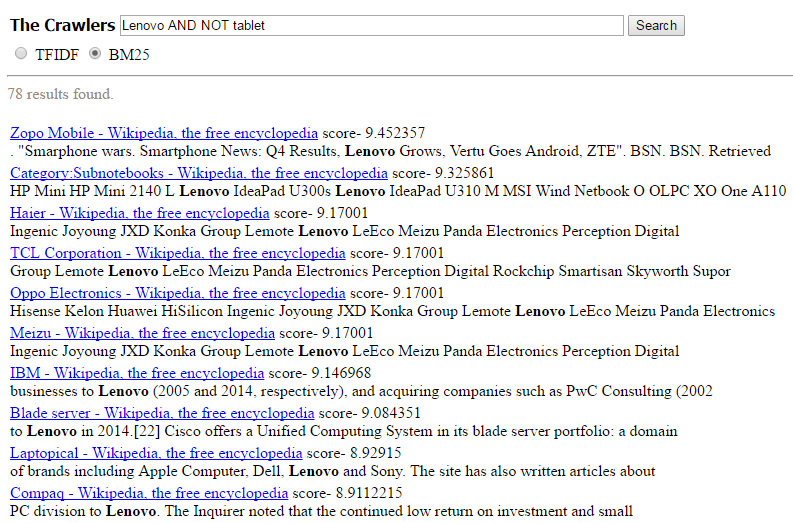 The Crawlers Lenovo AND NOT tablet Search
TFIDF BM25
78 results found.
Zopo Mobile - Wikipedia, the free encyclopedia score- 9.452357
. "Smarphone wars. Smartphone News: Q4 Results, Lenovo Grows, Vertu Goes Android, ZTE". BSN. BSN. Retrieved
Category:Subnotebooks - Wikipedia, the free encyclopedia score- 9.325861
HP Mini HP Mini 2140 L Lenovo IdeaPad U300s Lenovo IdeaPad U310 M MSI Wind Netbook O OLPC XO One A110
Haier - Wikipedia, the free encyclopedia score- 9.17001
Ingenic Joyoung JXD Konka Group Lemote Lenovo LeEco Meizu Panda Electronics Perception Digital
TCL Corporation - Wikipedia, the free encyclopedia score- 9.17001
Group Lemote Lenovo LeEco Meizu Panda Electronics Perception Digital Rockchip Smartisan Skyworth Supor
Oppo Electronics - Wikipedia, the free encyclopedia score- 9.17001
Hisense Kelon Huawei HiSilicon Ingenic Joyoung JXD Konka Group Lemote Lenovo LeEco Meizu Panda Electronics
Meizu - Wikipedia, the free encyclopedia score- 9.17001
Ingenic Joyoung JXD Konka Group Lemote Lenovo LeEco Meizu Panda Electronics Perception Digital
IBM - Wikipedia, the free encyclopedia score- 9.146968
businesses to Lenovo (2005 and 2014, respectively), and acquiring companies such as PwC Consulting (2002
Blade server - Wikipedia, the free encyclopedia score- 9.084351
to Lenovo in 2014.[22] Cisco offers a Unified Computing System in its blade server portfolio: a domain
Laptopical - Wikipedia, the free encyclopedia score- 8.92915
of brands including Apple Computer, Dell, Lenovo and Sony. The site has also written articles about
Compaq - Wikipedia, the free encyclopedia score- 8.9112215
PC division to Lenovo. The Inquirer noted that the continued low return on investment and small